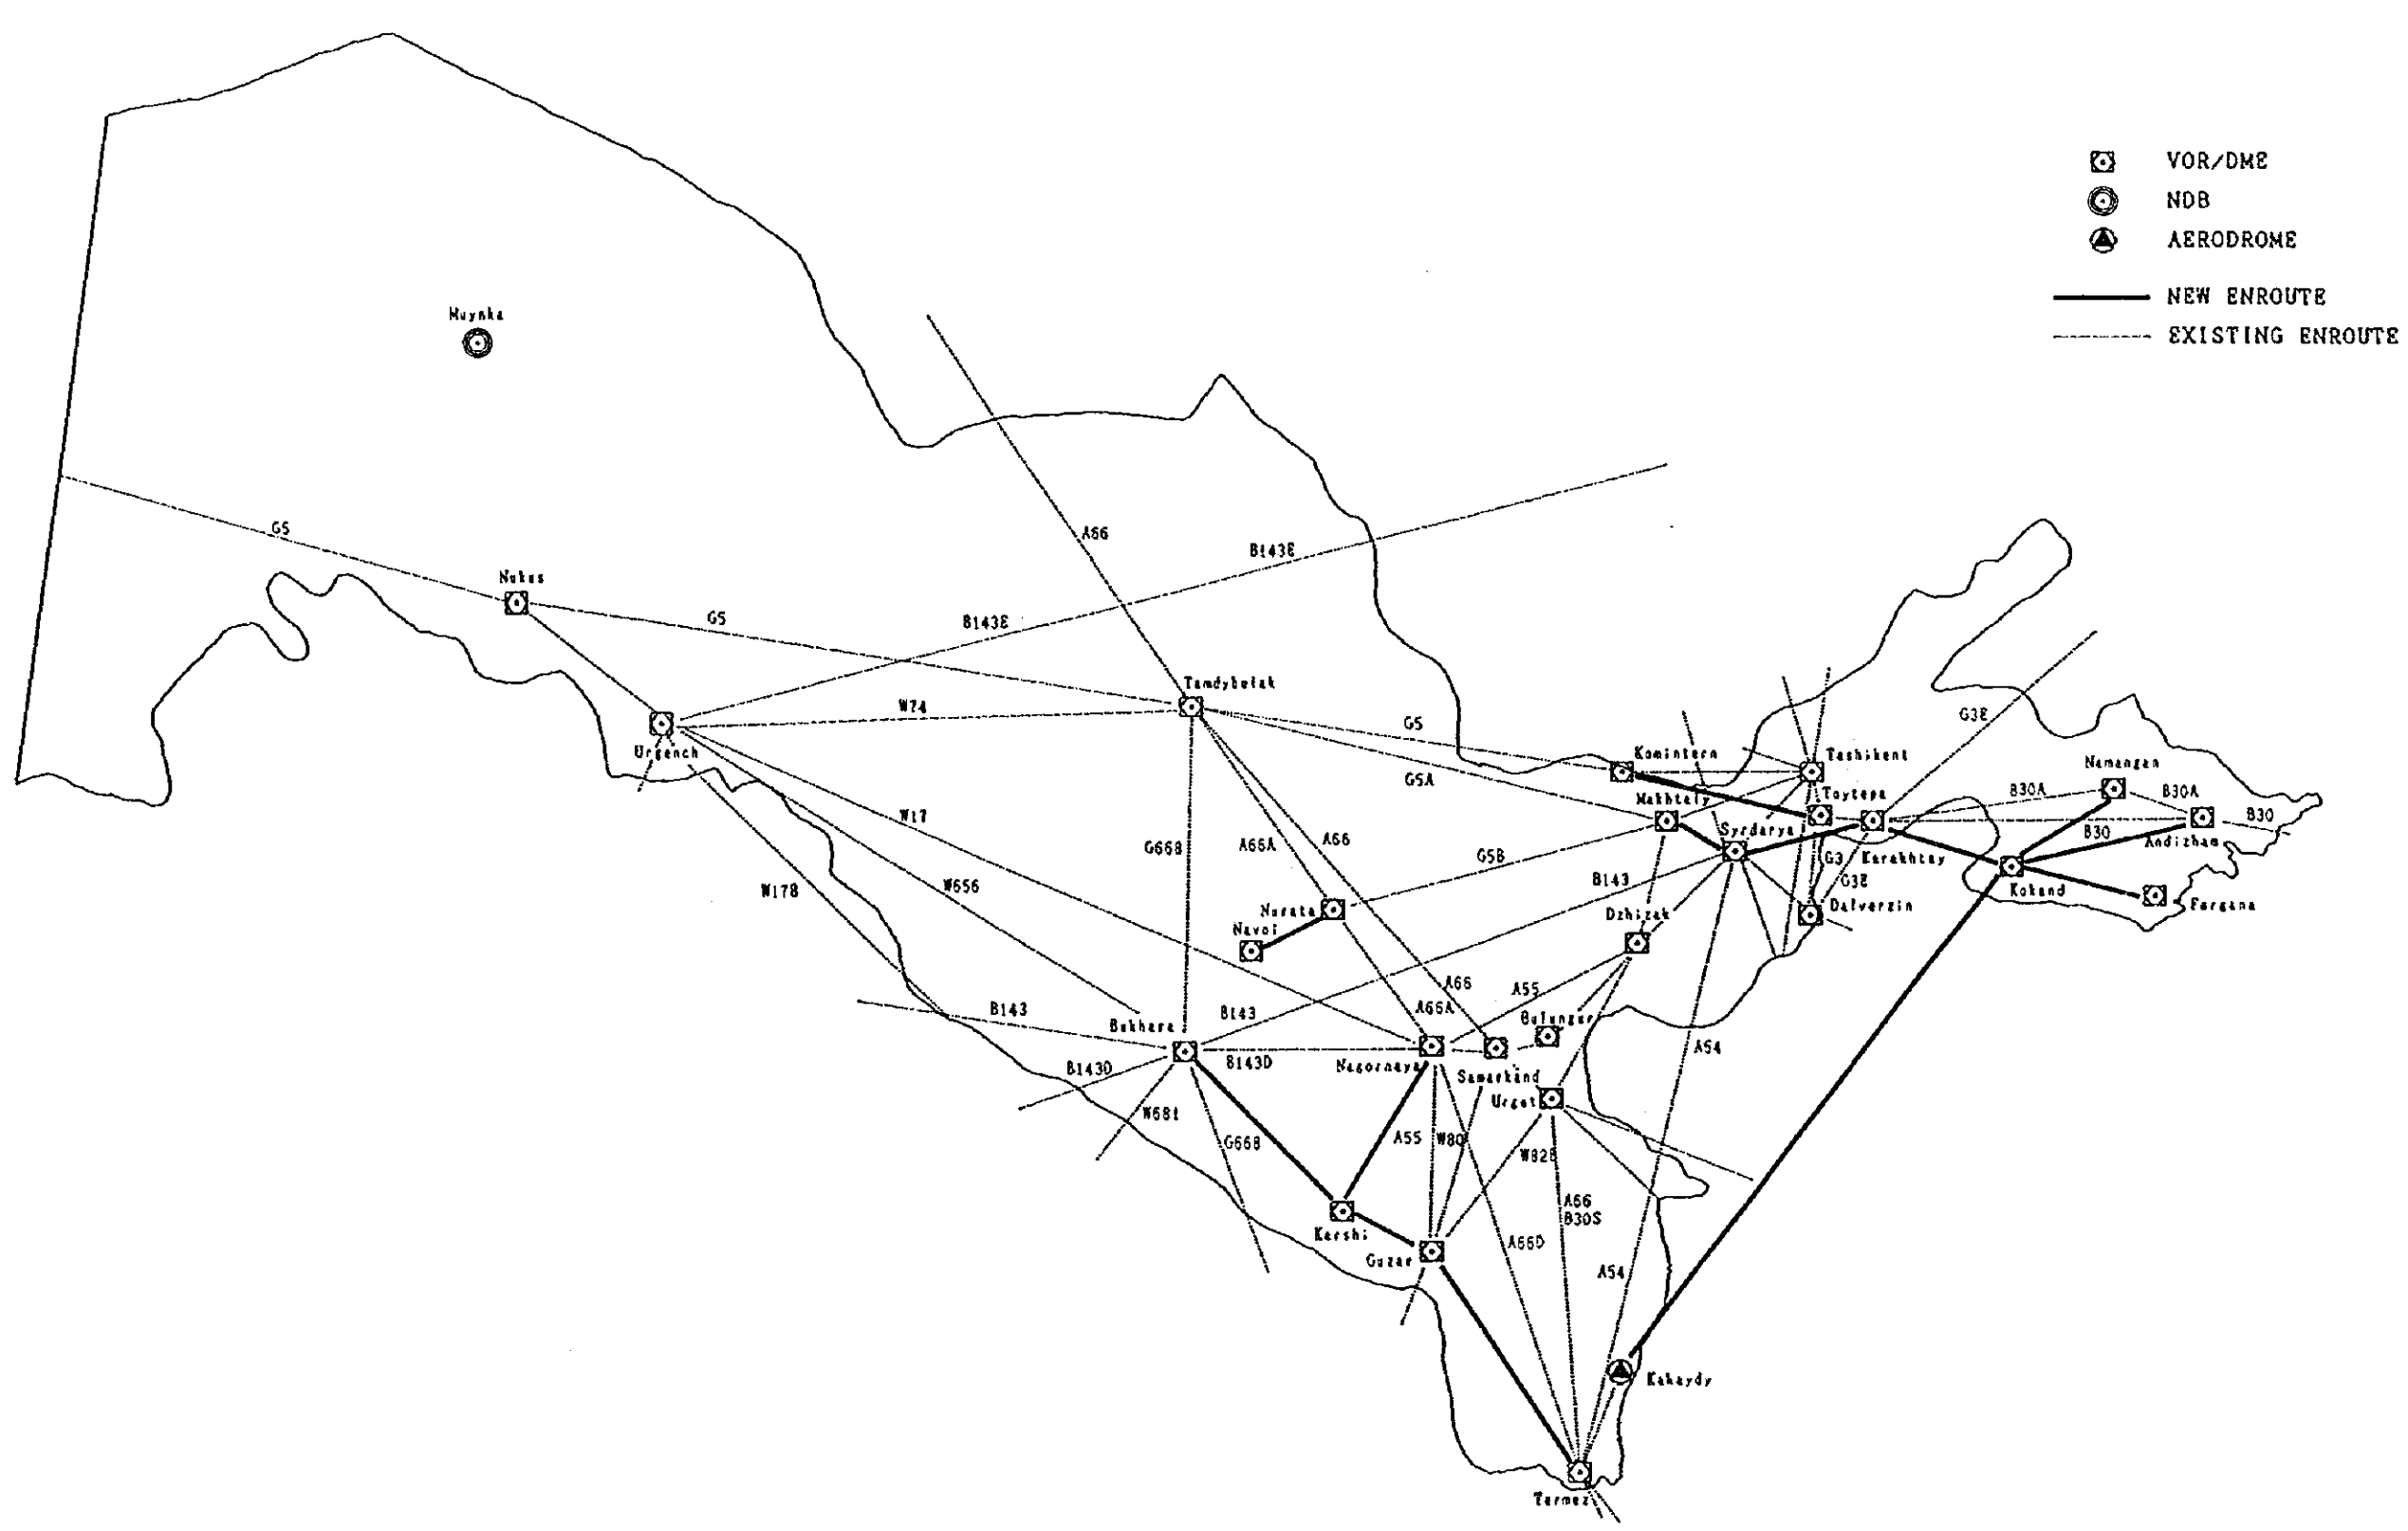 VOR/DME
NDB
AERODROME
NEW ENROUTE
EXISTING ENROUTE
Muynka
G5
A66
B143E
Nukus
G5
B143E
Tamdybulak
W74
Urgench
G5
G5A
G3E
Komintern
Tashikent
Namangan
Makhtaly
Toytepa
B30A
B30A
B30
B30
Syrdarya
Karakhtay
Andizham
G3
W17
G668
A66A
A66
G5B
B143
G3E
Kokand
W178
W656
Nurata
Dzhizak
Dalverzin
Fargana
Navoi
A66
A55
B143
B143
A66A
Bulungur
Bukhara
B143D
B143D
Nagornaya
Samarkand
A54
Urgut
W681
G668
A55
W80
W828
A66
B30S
Karshi
Guzar
A66D
A54
Kakaydy
Termez